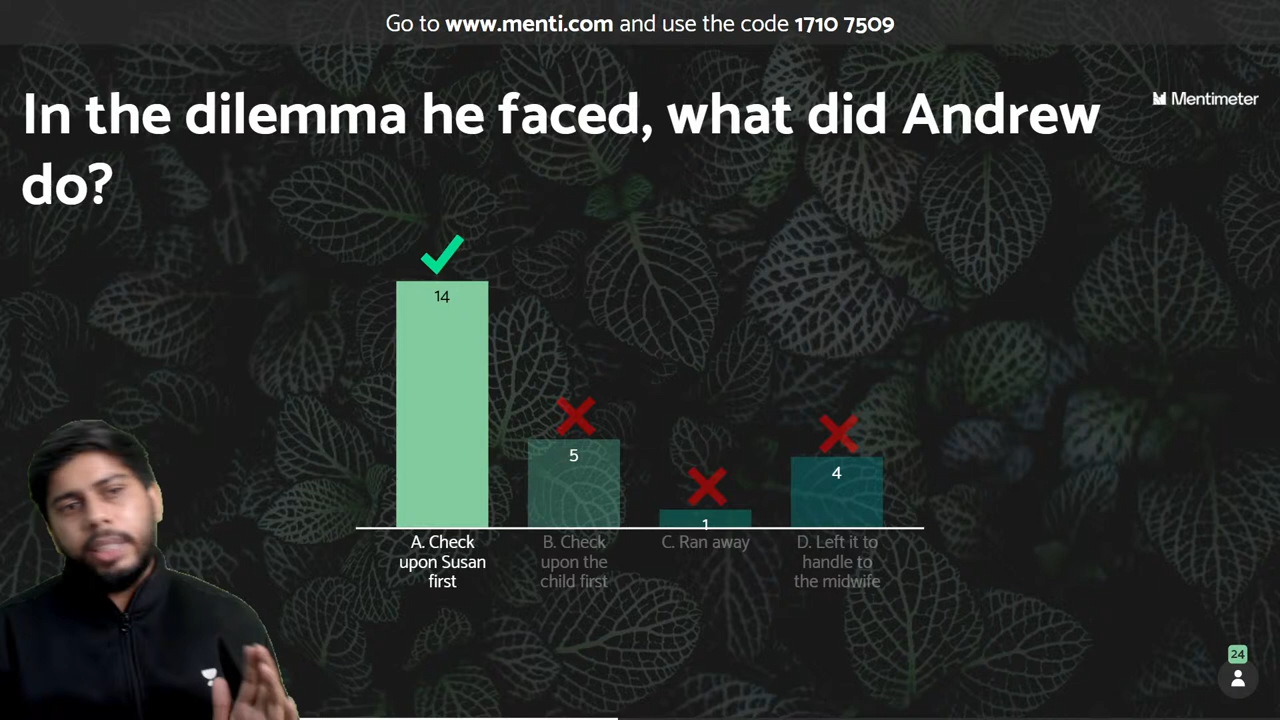 Go to www.menti.com and use the code 1710 7509
Mentimeter
In the dilemma he faced, what did Andrew
do?
14
5
1
4
A. Check
upon Susan
first
B. Check
upon the
child first
C. Ran away
D. Left it to
handle to
the midwife
24